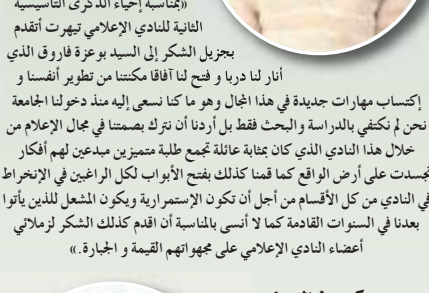 «بمناسبة إحياء الذكرى التأسيسية
الثانية للنادي الإعلامي تيهرت أتقدم
بجزيل الشكر إلى السيد بوعزة فاروق الذي
أنار لنا دربا و فتح لنا آفاقا مكنتنا من تطوير أنفسنا و
إكتساب مهارات جديدة في هذا المجال وهو ما كنا نسعى إليه منذ دخولنا الجامعة
نحن لم نكتفي بالدراسة والبحث فقط بل أردنا أن نترك بصمتنا في مجال الإعلام من
خلال هذا النادي الذي كان بمثابة عائلة تجمع طلبة متميزين مبدعين لهم أفكار
تجسدت على أرض الواقع كما قمنا كذلك بفتح الأبواب لكل الراغبين في الإنخراط
في النادي من كل الأقسام من أجل أن تكون الإستمرارية ويكون المشعل للذين يأتوا
بعدنا في السنوات القادمة كما لا أنسى بالمناسبة أن اقدم كذلك الشكر لزملائي
أعضاء النادي الإعلامي على مجهوداتهم القيمة و الجبارة.»